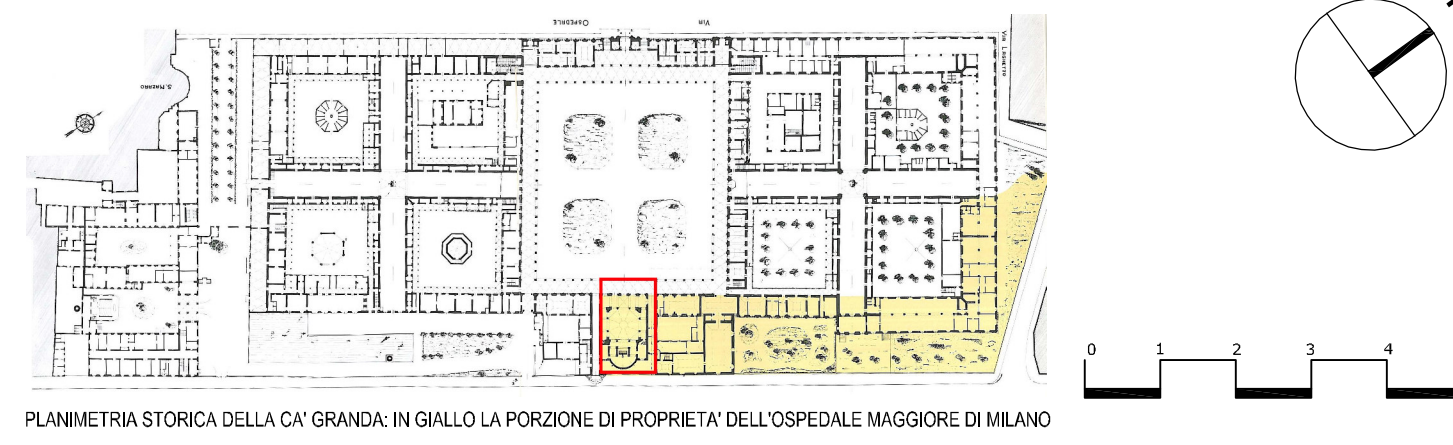 OSPEDALE
VIA
VIA LAGHETTO
S. NAZARO
0 1 2 3 4
PLANIMETRIA STORICA DELLA CA' GRANDA: IN GIALLO LA PORZIONE DI PROPRIETA' DELL'OSPEDALE MAGGIORE DI MILANO